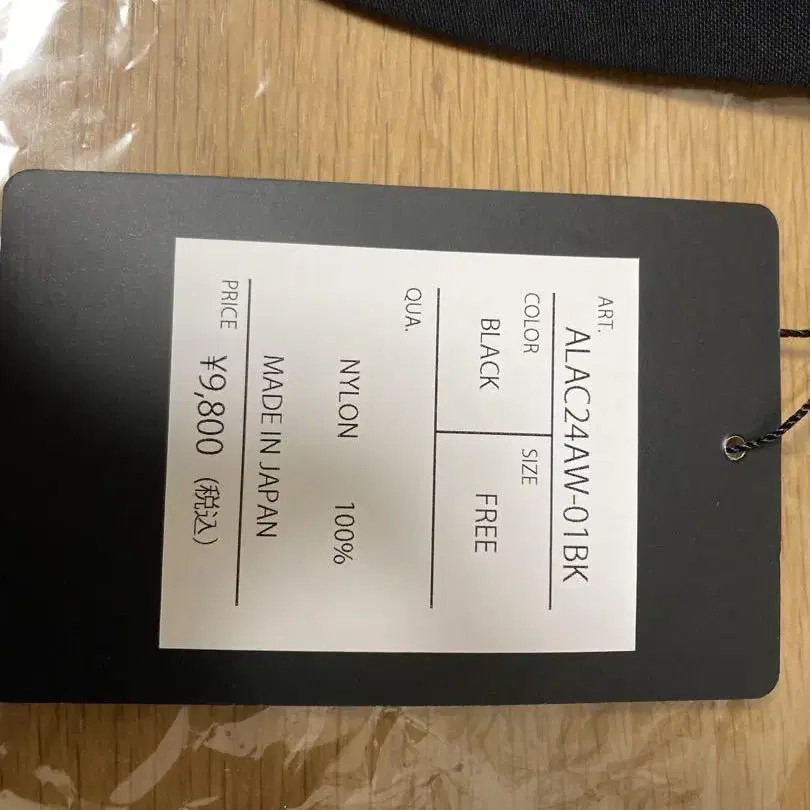 ART.
ALAC24AW-01BK
COLOR
SIZE
BLACK
FREE
QUA.
NYLON 100%
MADE IN JAPAN
PRICE
¥9,800 (税込)